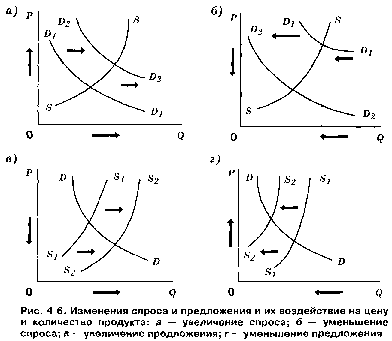 а)
P
D₂
S
D₁
S
D₂
D₁
0
Q
б)
P
D₁
S
D₂
D₁
S
D₂
0
Q
в)
P
D
S₁
S₂
S₁
S₂
D
0
Q
г)
P
D
S₂
S₁
S₂
S₁
D
0
Q
Рис. 4-6. Изменения спроса и предложения и их воздействие на цену
и количество продукта: а — увеличение спроса; б — уменьшение
спроса; в - увеличение предложения; г - уменьшение предложения